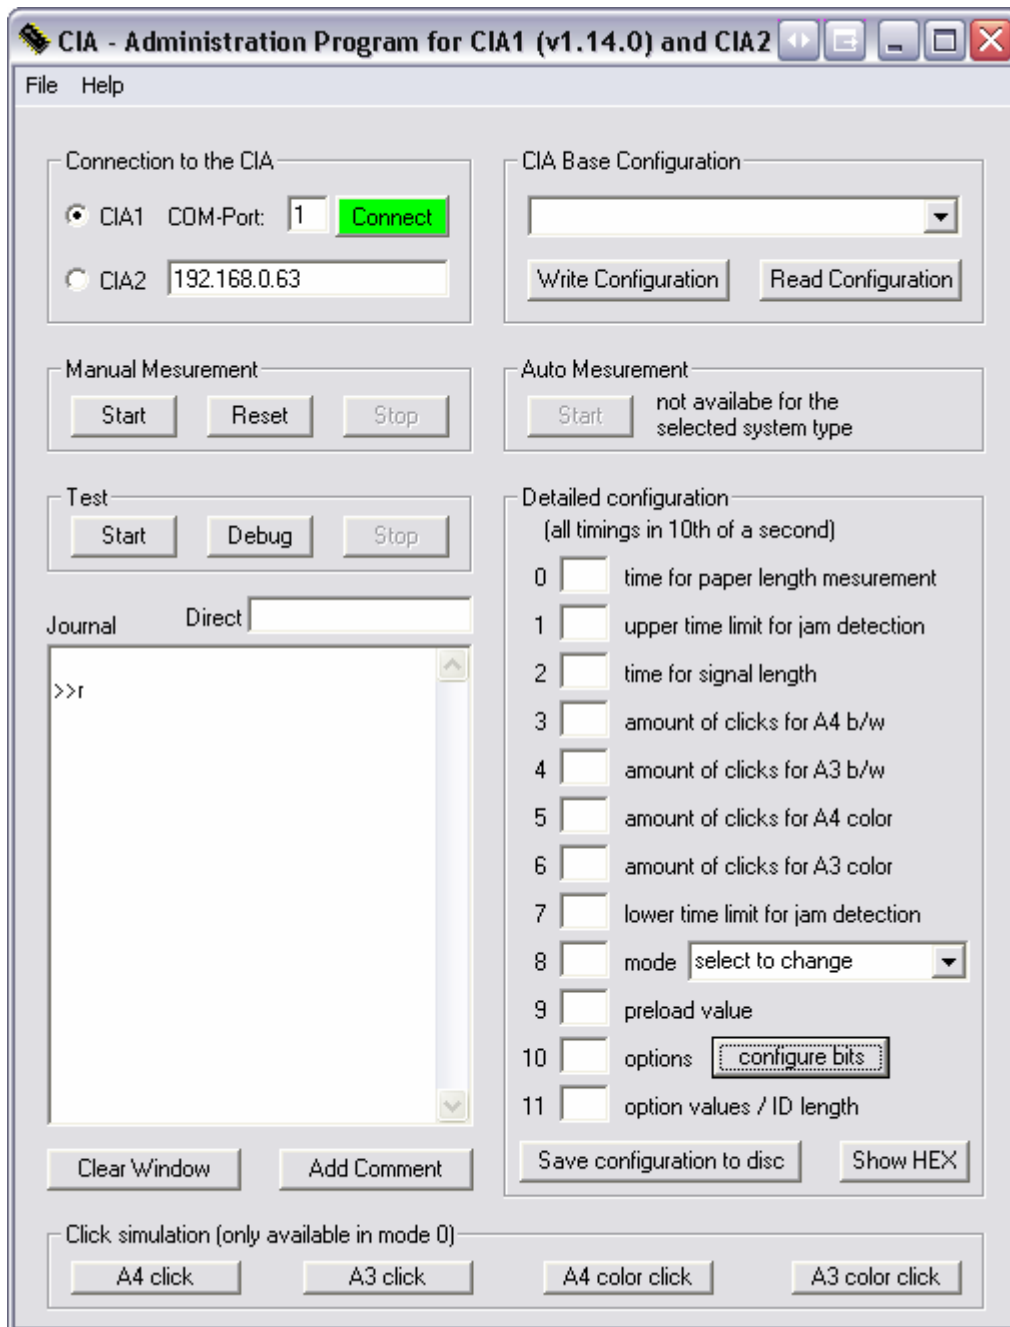 CIA - Administration Program for CIA1 (v1.14.0) and CIA2
File Help
Connection to the CIA
CIA1 COM-Port: 1 Connect
CIA2 192.168.0.63
CIA Base Configuration
Write Configuration Read Configuration
Manual Mesurement
Start Reset Stop
Auto Mesurement
Start not availabe for the
selected system type
Test
Start Debug Stop
Journal Direct
>>r
Clear Window Add Comment
Detailed configuration
(all timings in 10th of a second)
0 time for paper length mesurement
1 upper time limit for jam detection
2 time for signal length
3 amount of clicks for A4 b/w
4 amount of clicks for A3 b/w
5 amount of clicks for A4 color
6 amount of clicks for A3 color
7 lower time limit for jam detection
8 mode select to change
9 preload value
10 options configure bits
11 option values / ID length
Save configuration to disc Show HEX
Click simulation (only available in mode 0)
A4 click A3 click A4 color click A3 color click